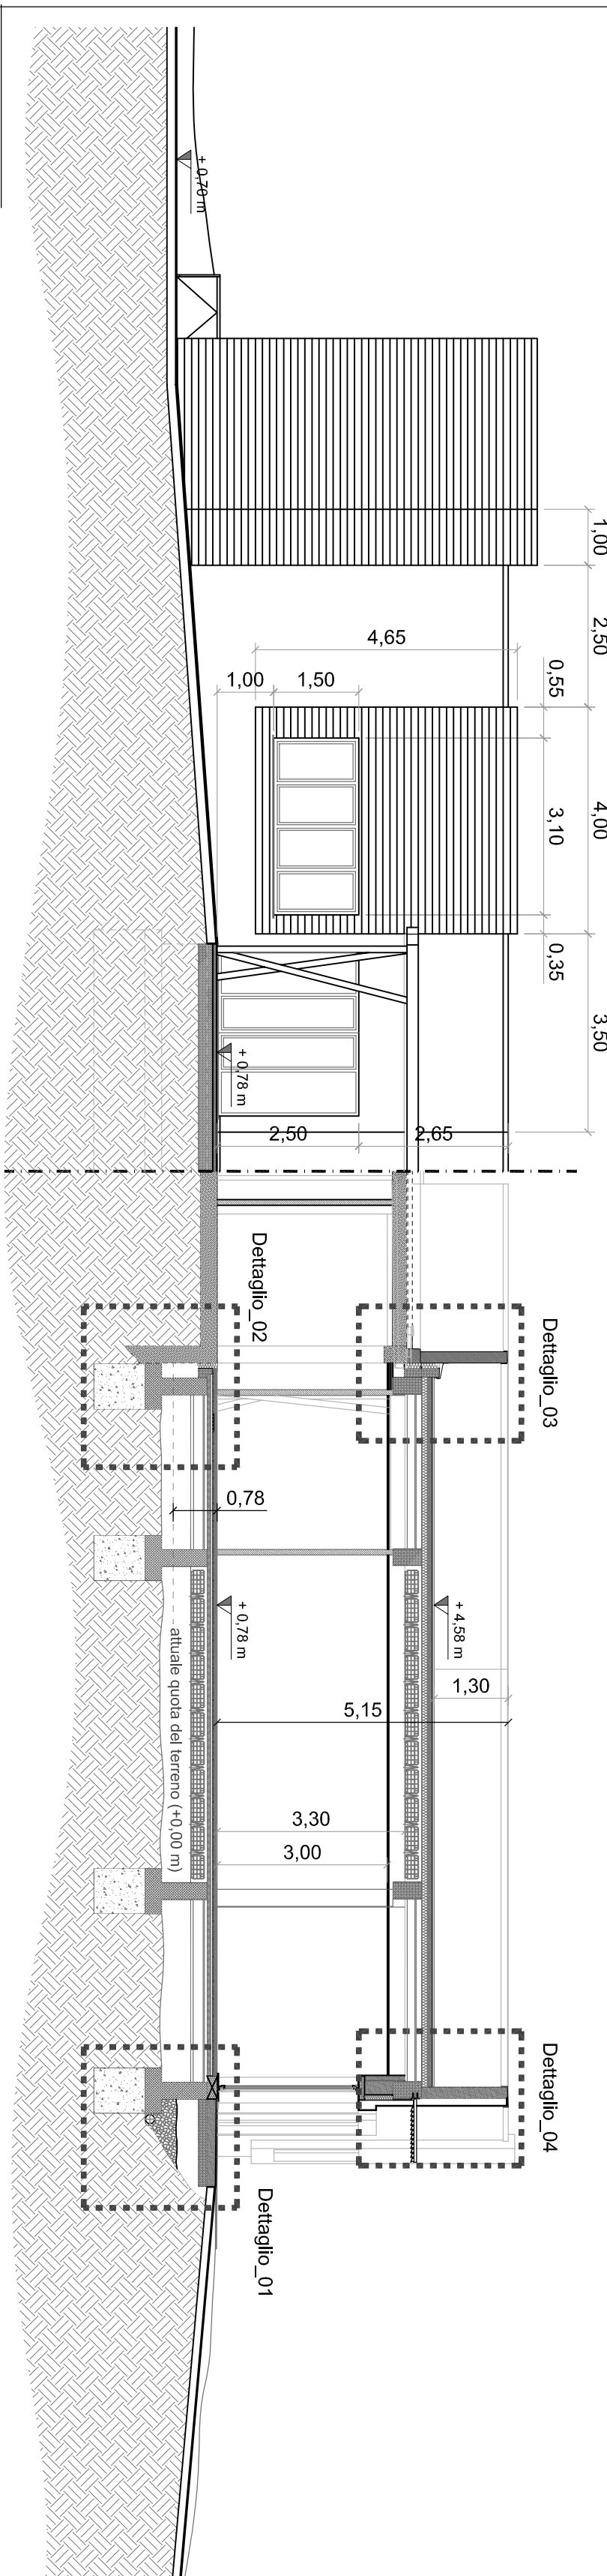 + 0,70 m
1,00
2,50
4,00
3,50
0,55
3,10
0,35
4,65
1,00
1,50
+ 0,78 m
2,50
2,65
Dettaglio_02
Dettaglio_03
0,78
+ 0,78 m
+ 4,58 m
attuale quota del terreno (+0,00 m)
1,30
5,15
3,30
3,00
Dettaglio_04
Dettaglio_01